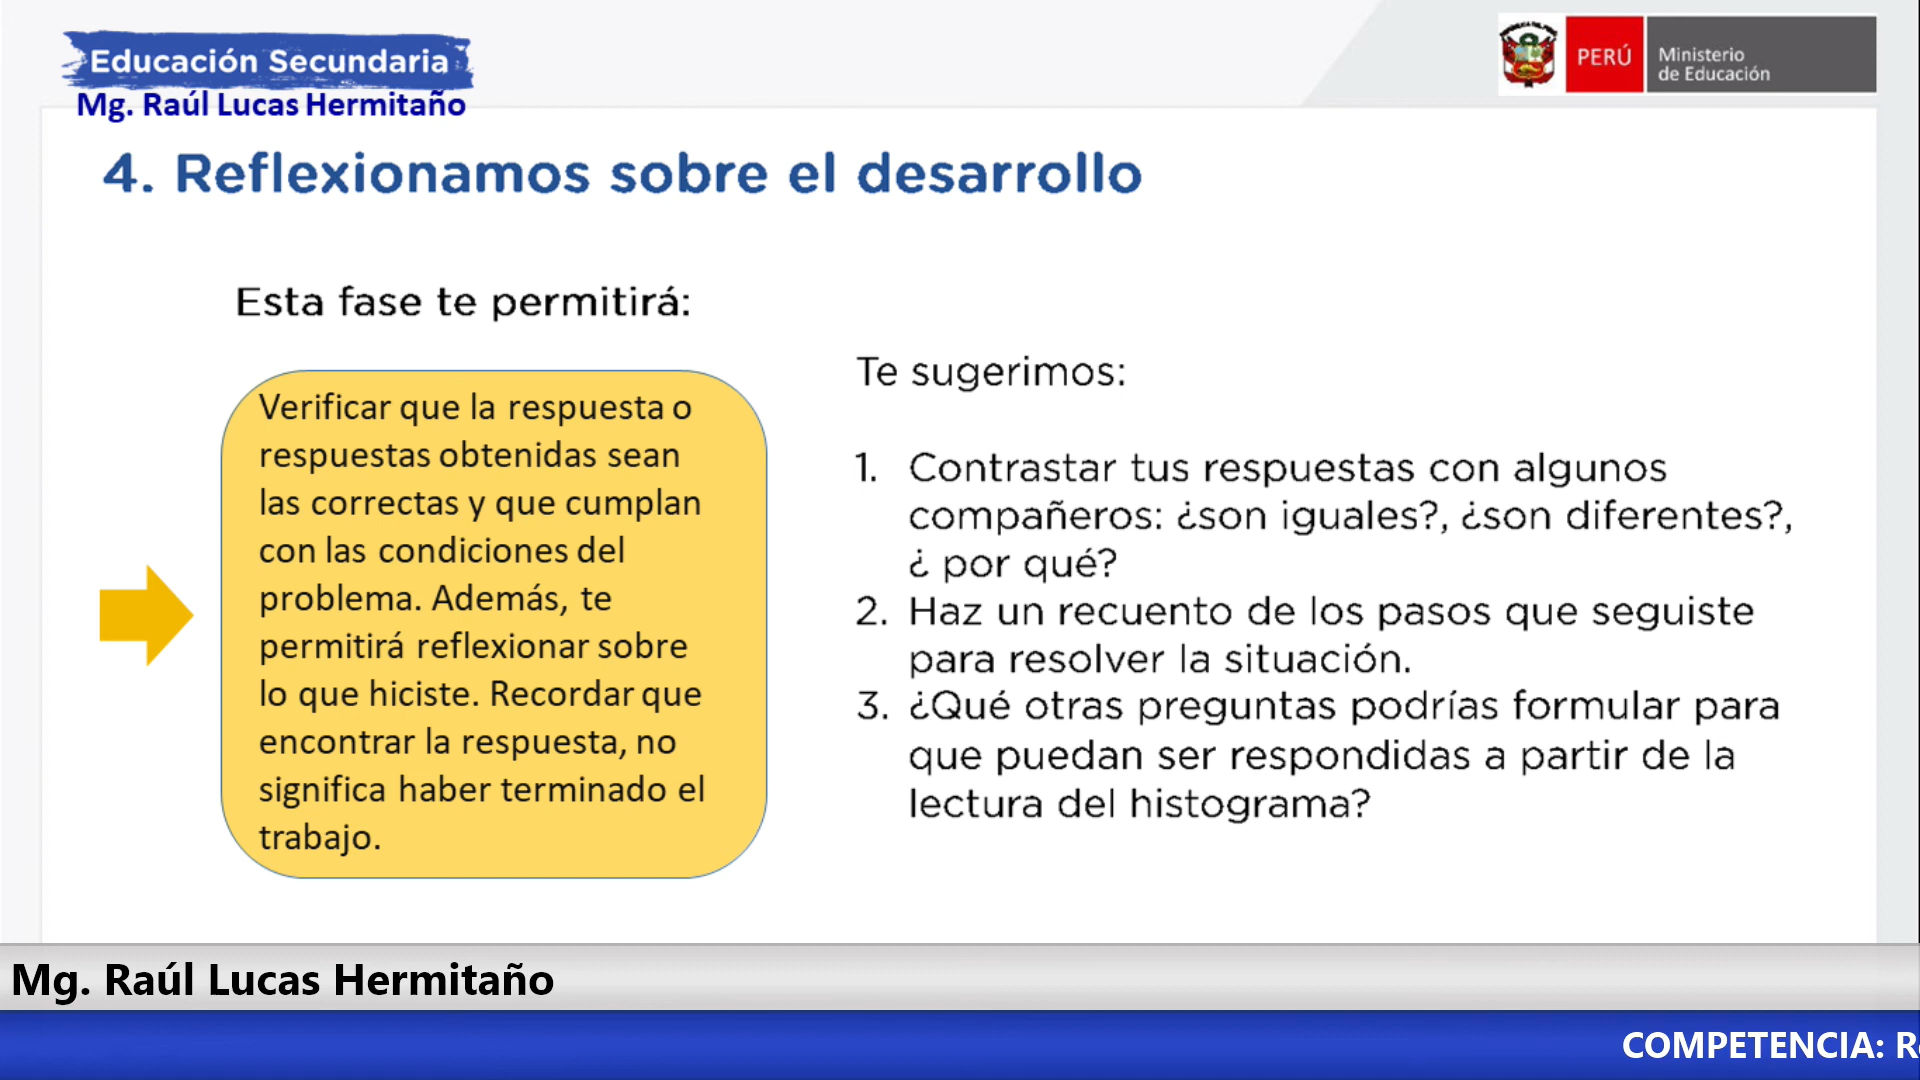 Educación Secundaria
Mg. Raúl Lucas Hermitaño
PERÚ
Ministerio
de Educación
4. Reflexionamos sobre el desarrollo
Esta fase te permitirá:
Verificar que la respuesta o
respuestas obtenidas sean
las correctas y que cumplan
con las condiciones del
problema. Además, te
permitirá reflexionar sobre
lo que hiciste. Recordar que
encontrar la respuesta, no
significa haber terminado el
trabajo.
Te sugerimos:
1. Contrastar tus respuestas con algunos
compañeros: ¿son iguales?, ¿son diferentes?,
¿ por qué?
2. Haz un recuento de los pasos que seguiste
para resolver la situación.
3. ¿Qué otras preguntas podrías formular para
que puedan ser respondidas a partir de la
lectura del histograma?
Mg. Raúl Lucas Hermitaño
COMPETENCIA: